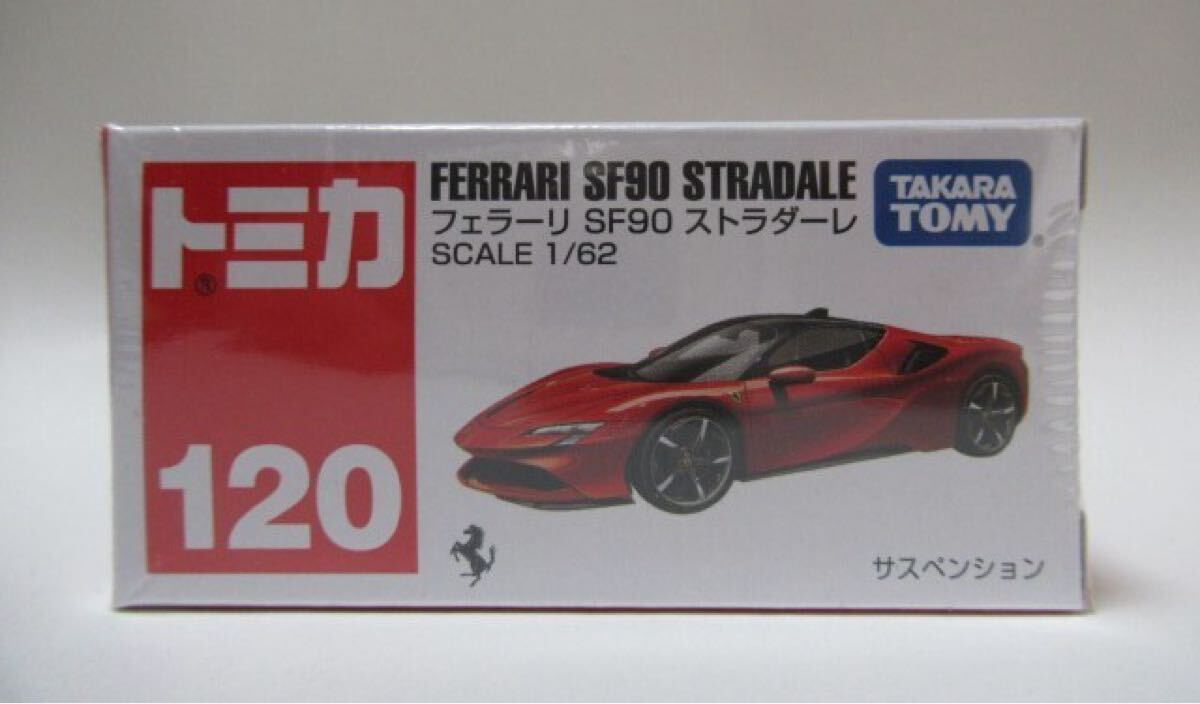 トミカ®
120
FERRARI SF90 STRADALE
フェラーリ SF90 ストラダーレ
SCALE 1/62
TAKARA
TOMY
サスペンション